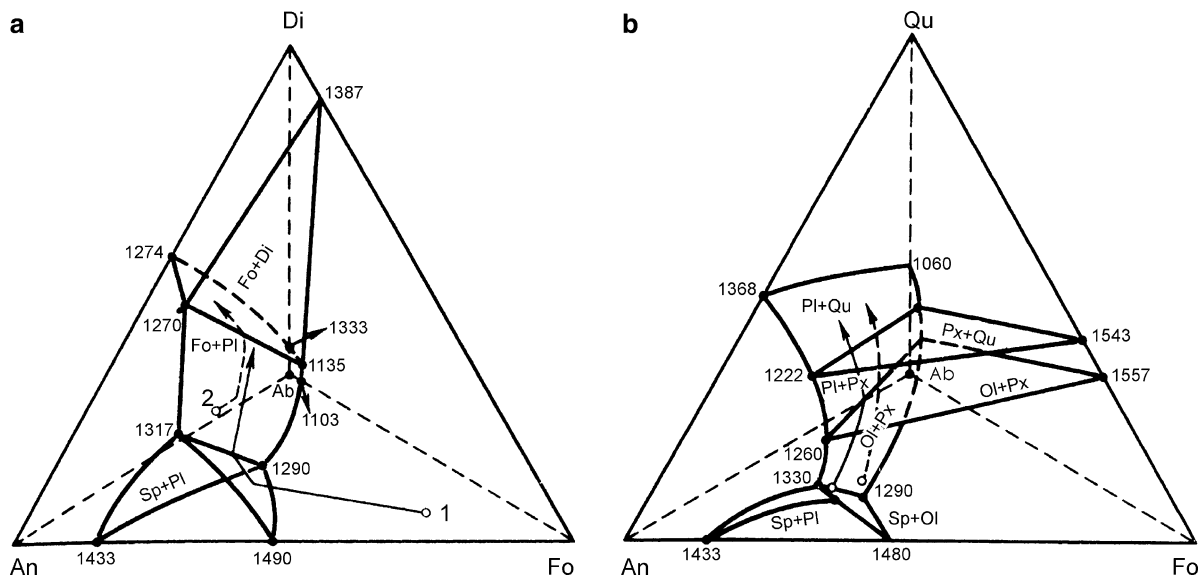 a
Di
1387
1274
Fo+Di
1270
1333
Fo+Pl
1135
2
Ab
1103
1317
1290
Sp+Pl
1
An
1433
1490
Fo
b
Qu
1060
1368
Pl+Qu
Px+Qu
1543
1222
Pl+Px
Ab
1557
Ol+Px
Ol+Px
1260
1330
1290
Sp+Pl
Sp+Ol
An
1433
1480
Fo